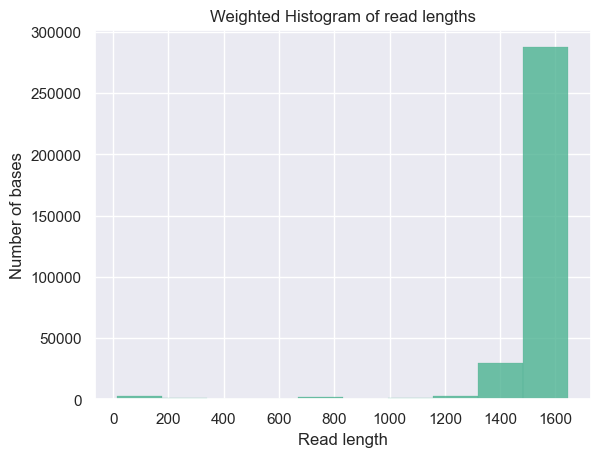 Weighted Histogram of read lengths
300000
250000
200000
150000
100000
50000
0
Number of bases
0 200 400 600 800 1000 1200 1400 1600
Read length